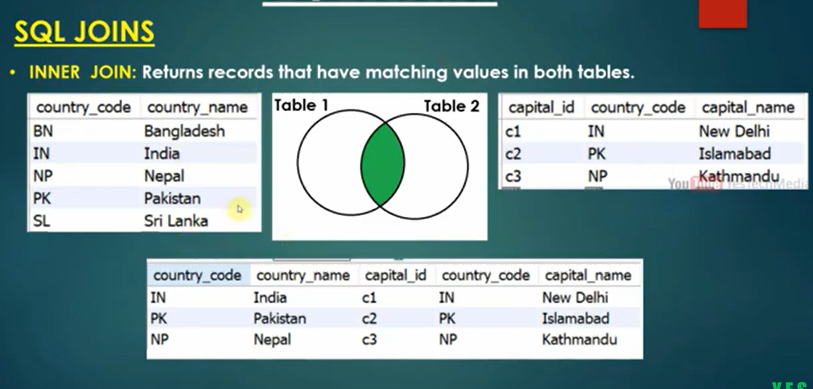 SQL JOINS
• INNER JOIN: Returns records that have matching values in both tables.
country_code country_name
BN Bangladesh
IN India
NP Nepal
PK Pakistan
SL Sri Lanka
Table 1 Table 2
capital_id country_code capital_name
c1 IN New Delhi
c2 PK Islamabad
c3 NP Kathmandu
YouTube YesTechMedia
country_code country_name capital_id country_code capital_name
IN India c1 IN New Delhi
PK Pakistan c2 PK Islamabad
NP Nepal c3 NP Kathmandu
YES